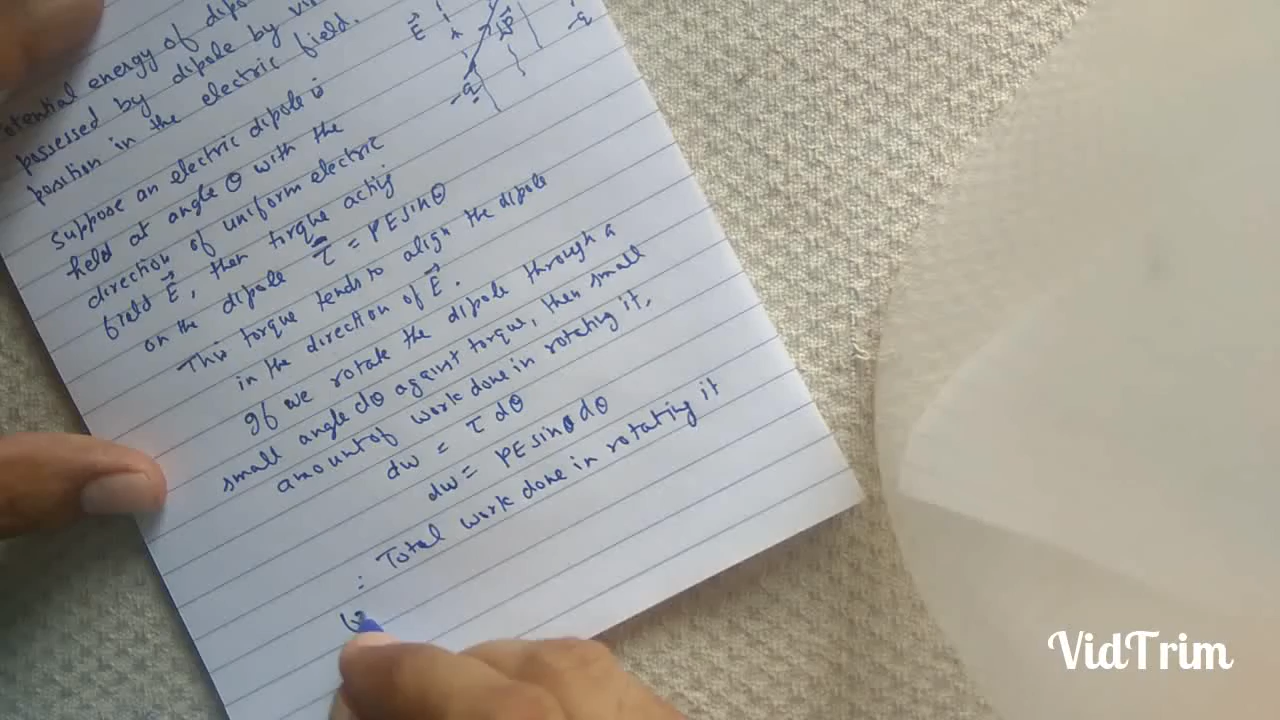 potential energy of dipo
possessed by dipole by vi
position in the electric field.
E⃗
P⃗
-q
-q
Suppose an electric dipole is
held at angle θ with the
direction of uniform electric
field E⃗, then torque acting
on the dipole τ = PE sinθ
This torque tends to align the dipole
in the direction of E⃗.
If we rotate the dipole through a
small angle dθ against torque, then small
amount of work done in rotating it,
dw = τ dθ
dw = PE sinθ dθ
∴ Total work done in rotating it
VidTrim